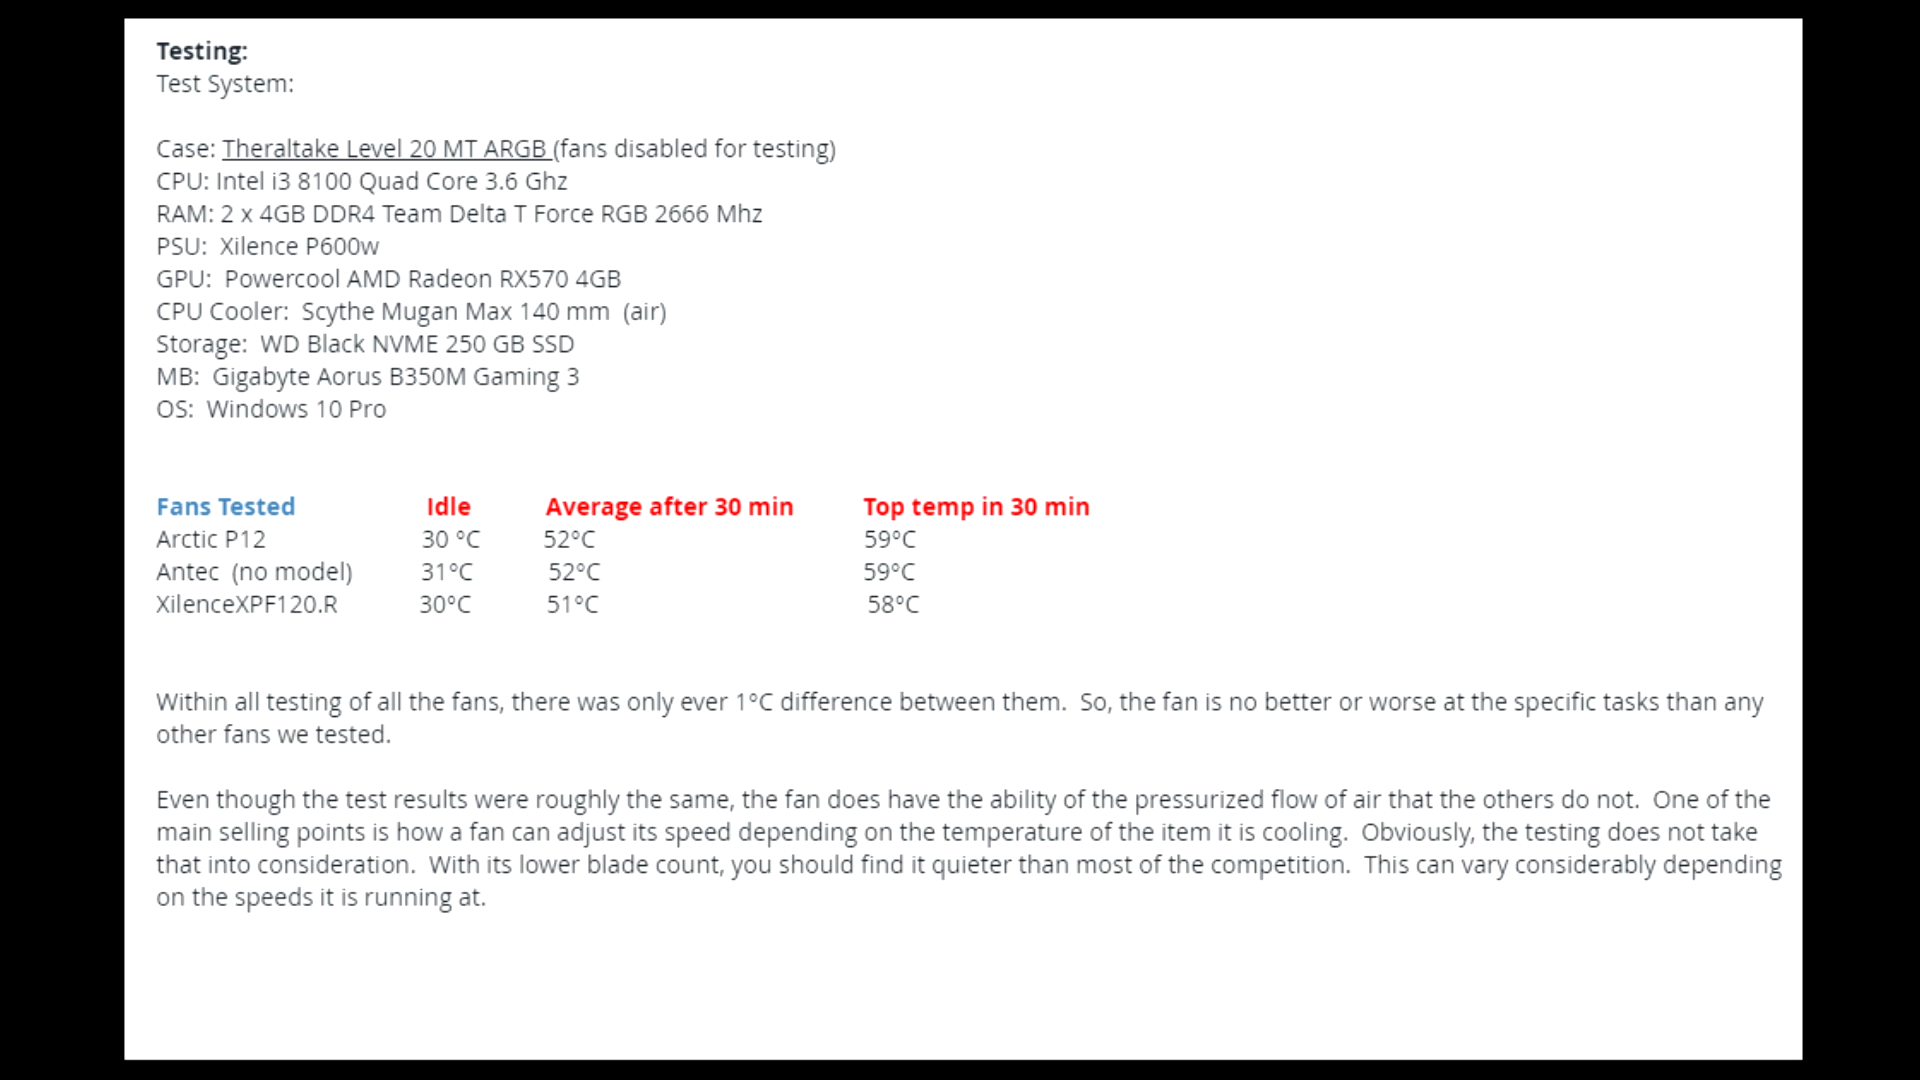 Testing:
Test System:
Case: Theraltake Level 20 MT ARGB (fans disabled for testing)
CPU: Intel i3 8100 Quad Core 3.6 Ghz
RAM: 2 x 4GB DDR4 Team Delta T Force RGB 2666 Mhz
PSU:  Xilence P600w
GPU:  Powercool AMD Radeon RX570 4GB
CPU Cooler:  Scythe Mugan Max 140 mm  (air)
Storage:  WD Black NVME 250 GB SSD
MB:  Gigabyte Aorus B350M Gaming 3
OS:  Windows 10 Pro
Fans Tested Idle Average after 30 min Top temp in 30 min
Arctic P12 30 ºC 52ºC 59ºC
Antec  (no model) 31ºC 52ºC 59ºC
XilenceXPF120.R 30ºC 51ºC 58ºC
Within all testing of all the fans, there was only ever 1ºC difference between them.  So, the fan is no better or worse at the specific tasks than any
other fans we tested.
Even though the test results were roughly the same, the fan does have the ability of the pressurized flow of air that the others do not.  One of the
main selling points is how a fan can adjust its speed depending on the temperature of the item it is cooling.  Obviously, the testing does not take
that into consideration.  With its lower blade count, you should find it quieter than most of the competition.  This can vary considerably depending
on the speeds it is running at.